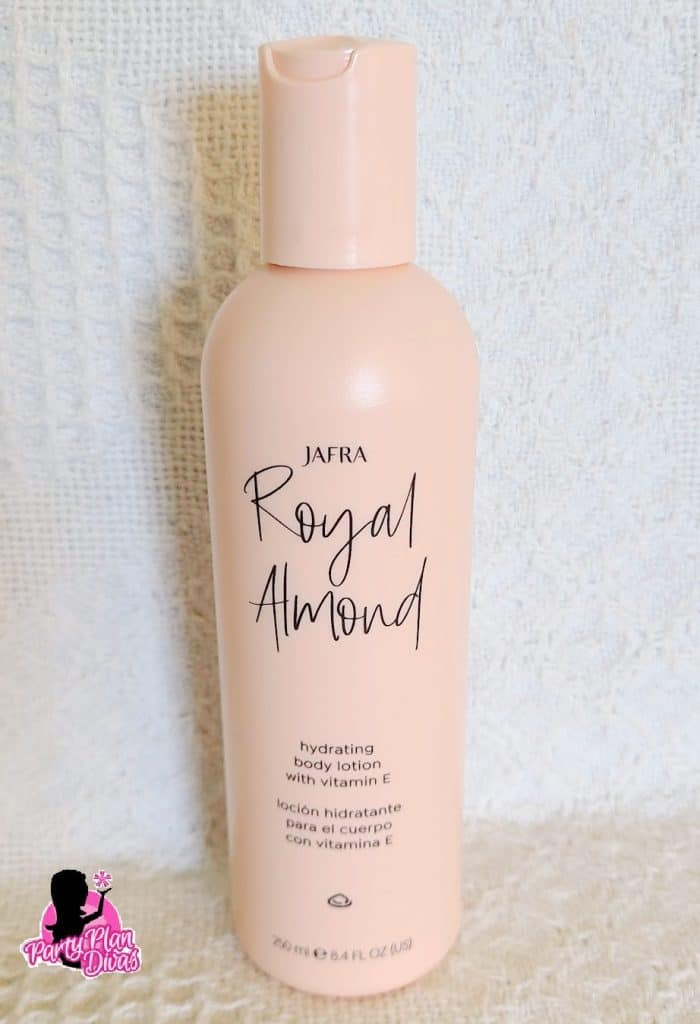 JAFRA
Royal
Almond
hydrating
body lotion
with vitamin E
loción hidratante
para el cuerpo
con vitamina E
250 ml e 8.4 FL OZ (US)
Party Plan
Divas